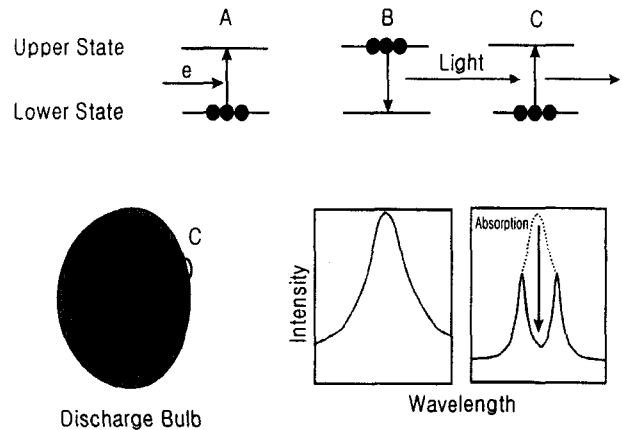 A B C
Upper State
e
Light
Lower State
C
Absorption
Intensity
Wavelength
Discharge Bulb